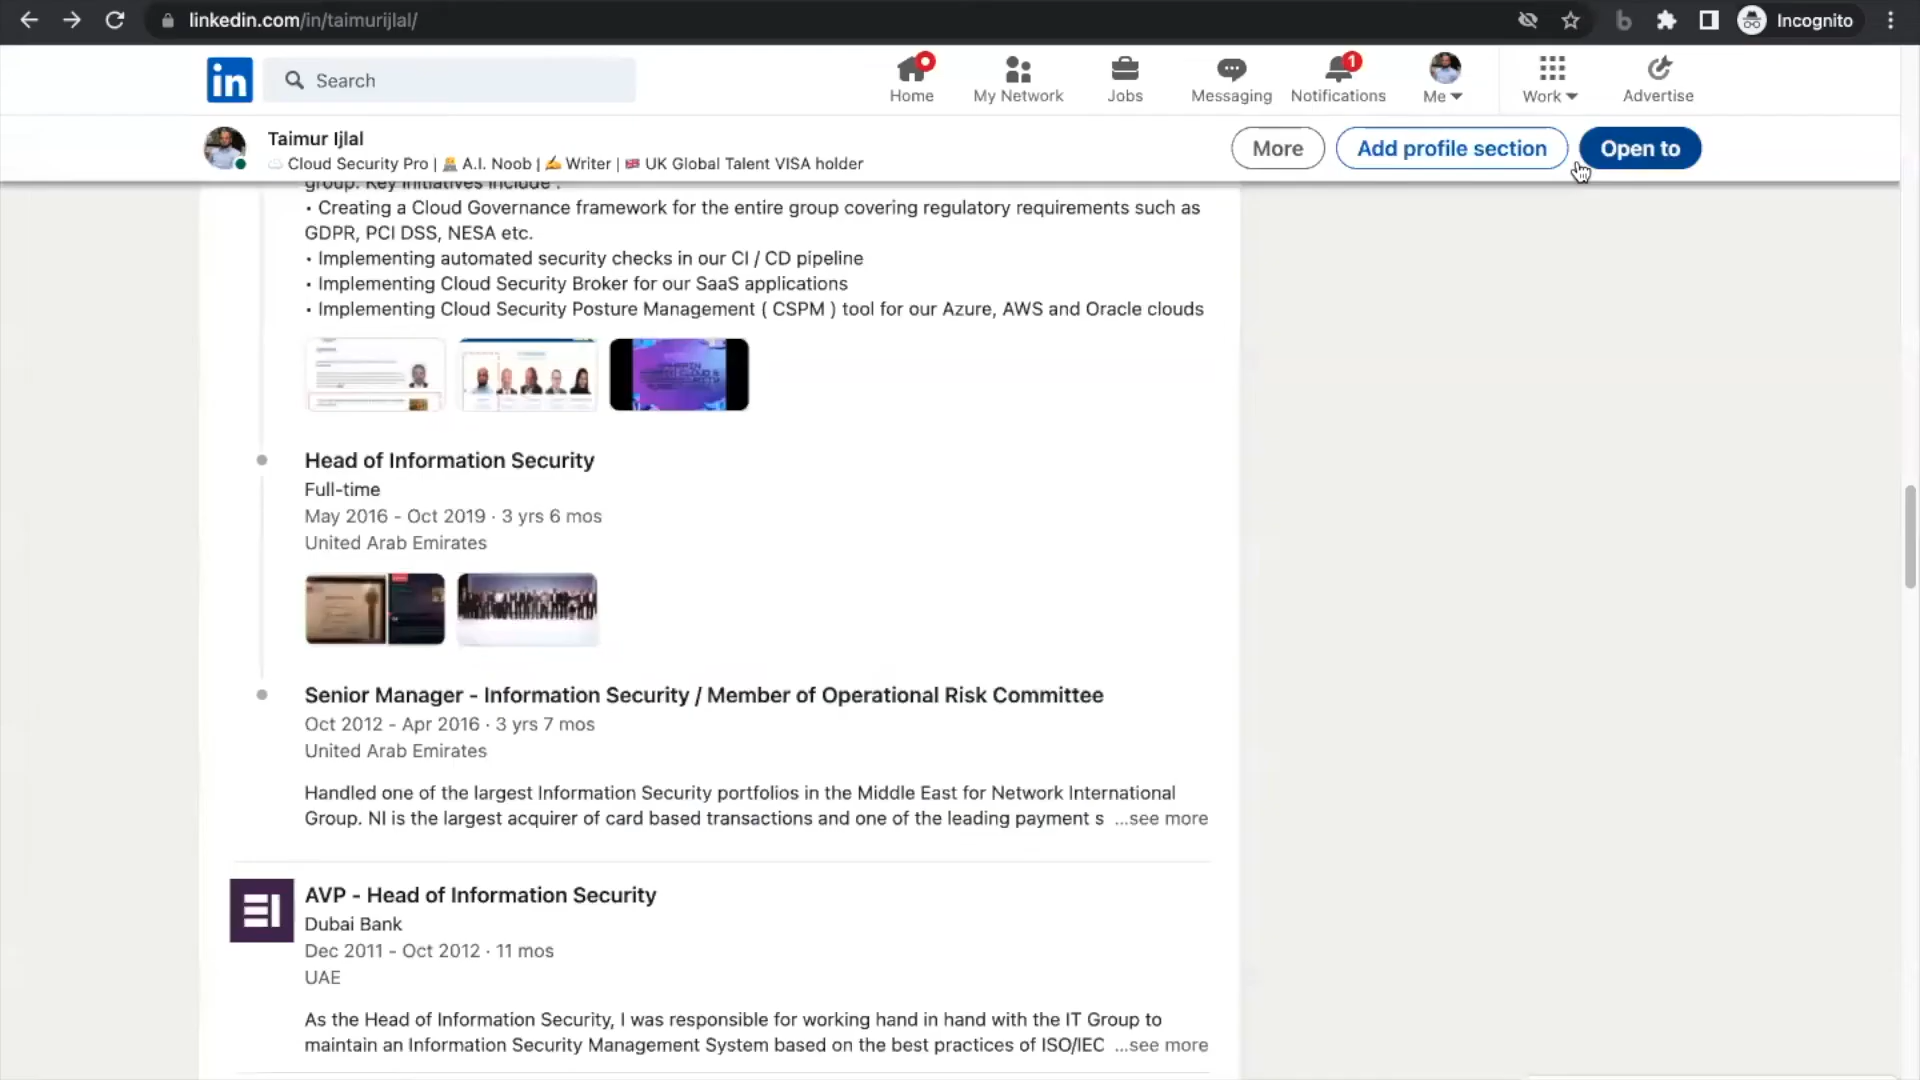 linkedin.com/in/taimurijlal/
Incognito
in
Search
Home
My Network
Jobs
Messaging
1
Notifications
Me
Work
Advertise
Taimur Ijlal
Cloud Security Pro | A.I. Noob | Writer | UK Global Talent VISA holder
More
Add profile section
Open to
group. Key initiatives include :
• Creating a Cloud Governance framework for the entire group covering regulatory requirements such as
GDPR, PCI DSS, NESA etc.
• Implementing automated security checks in our CI / CD pipeline
• Implementing Cloud Security Broker for our SaaS applications
• Implementing Cloud Security Posture Management ( CSPM ) tool for our Azure, AWS and Oracle clouds
Head of Information Security
Full-time
May 2016 - Oct 2019 · 3 yrs 6 mos
United Arab Emirates
Senior Manager - Information Security / Member of Operational Risk Committee
Oct 2012 - Apr 2016 · 3 yrs 7 mos
United Arab Emirates
Handled one of the largest Information Security portfolios in the Middle East for Network International
Group. NI is the largest acquirer of card based transactions and one of the leading payment s ...see more
AVP - Head of Information Security
Dubai Bank
Dec 2011 - Oct 2012 · 11 mos
UAE
As the Head of Information Security, I was responsible for working hand in hand with the IT Group to
maintain an Information Security Management System based on the best practices of ISO/IEC ...see more